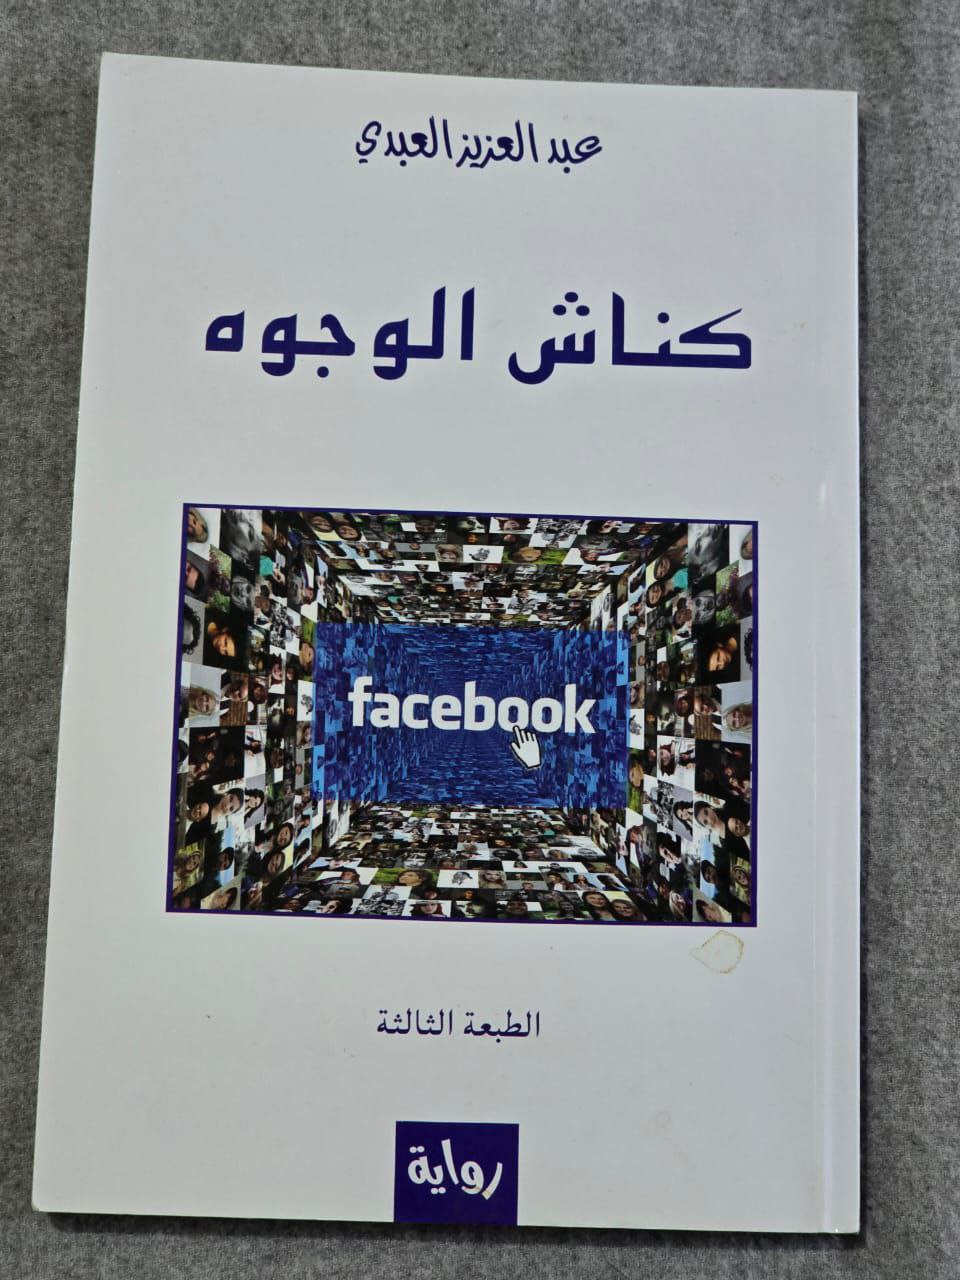 عبد العزيز العبدي
كناش الوجوه
facebook
الطبعة الثالثة
رواية